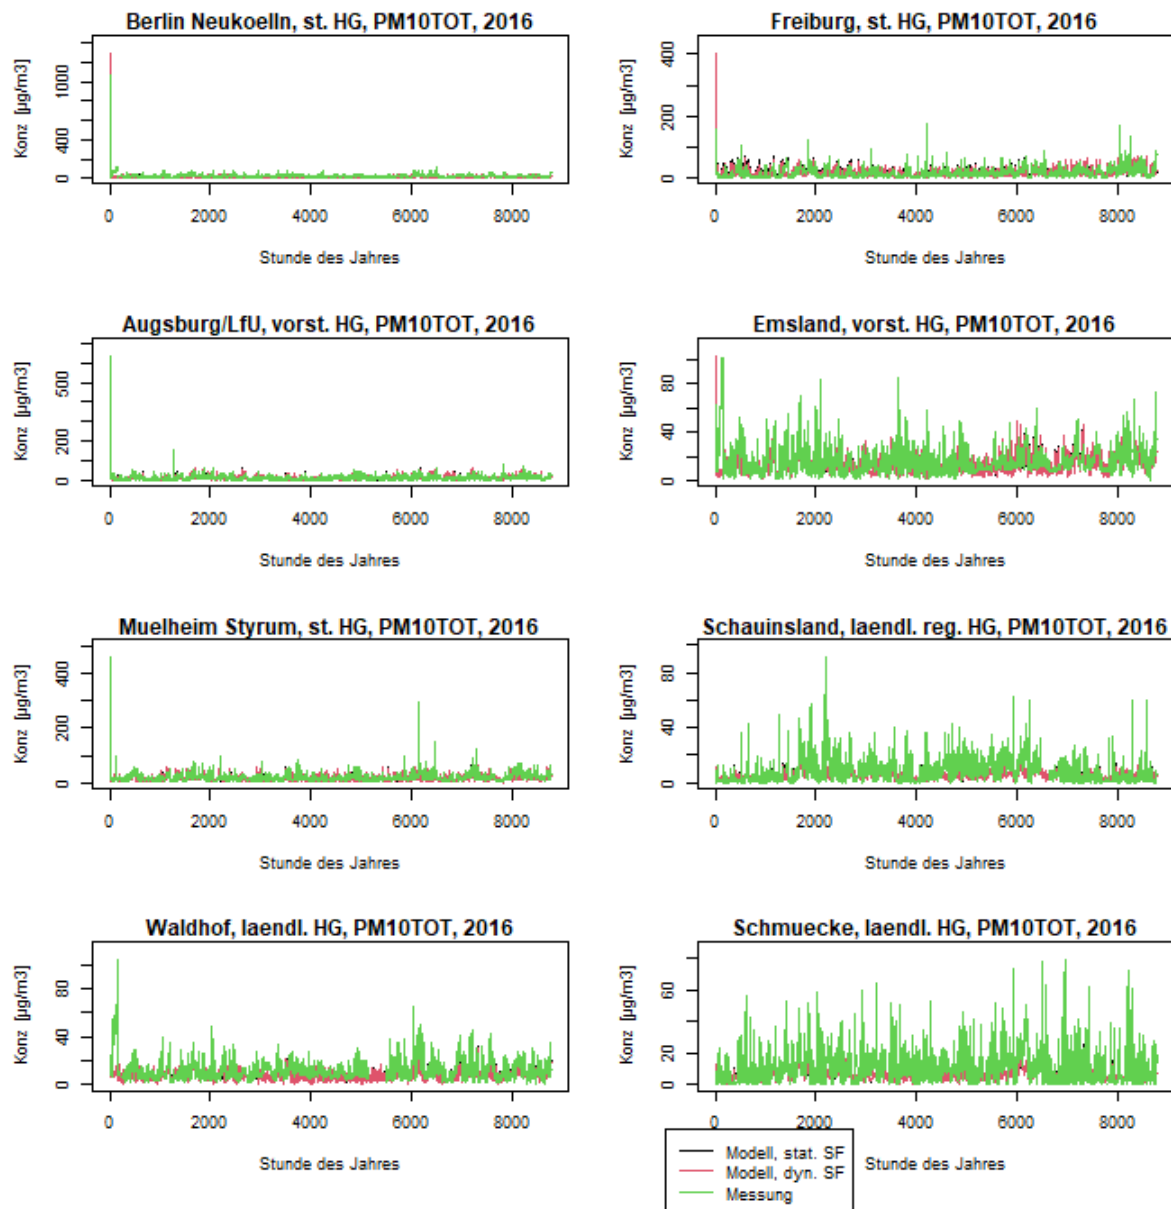 Berlin Neukoelln, st. HG, PM10TOT, 2016
Konz [µg/m3]
0 400 1000
0 2000 4000 6000 8000
Stunde des Jahres
Freiburg, st. HG, PM10TOT, 2016
Konz [µg/m3]
0 200 400
0 2000 4000 6000 8000
Stunde des Jahres
Augsburg/LfU, vorst. HG, PM10TOT, 2016
Konz [µg/m3]
0 200 500
0 2000 4000 6000 8000
Stunde des Jahres
Emsland, vorst. HG, PM10TOT, 2016
Konz [µg/m3]
0 40 80
0 2000 4000 6000 8000
Stunde des Jahres
Muelheim Styrum, st. HG, PM10TOT, 2016
Konz [µg/m3]
0 200 400
0 2000 4000 6000 8000
Stunde des Jahres
Schauinsland, laendl. reg. HG, PM10TOT, 2016
Konz [µg/m3]
0 40 80
0 2000 4000 6000 8000
Stunde des Jahres
Waldhof, laendl. HG, PM10TOT, 2016
Konz [µg/m3]
0 40 80
0 2000 4000 6000 8000
Stunde des Jahres
Schmuecke, laendl. HG, PM10TOT, 2016
Konz [µg/m3]
0 20 60
0 2000 4000 6000 8000
Stunde des Jahres
Modell, stat. SF
Modell, dyn. SF
Messung